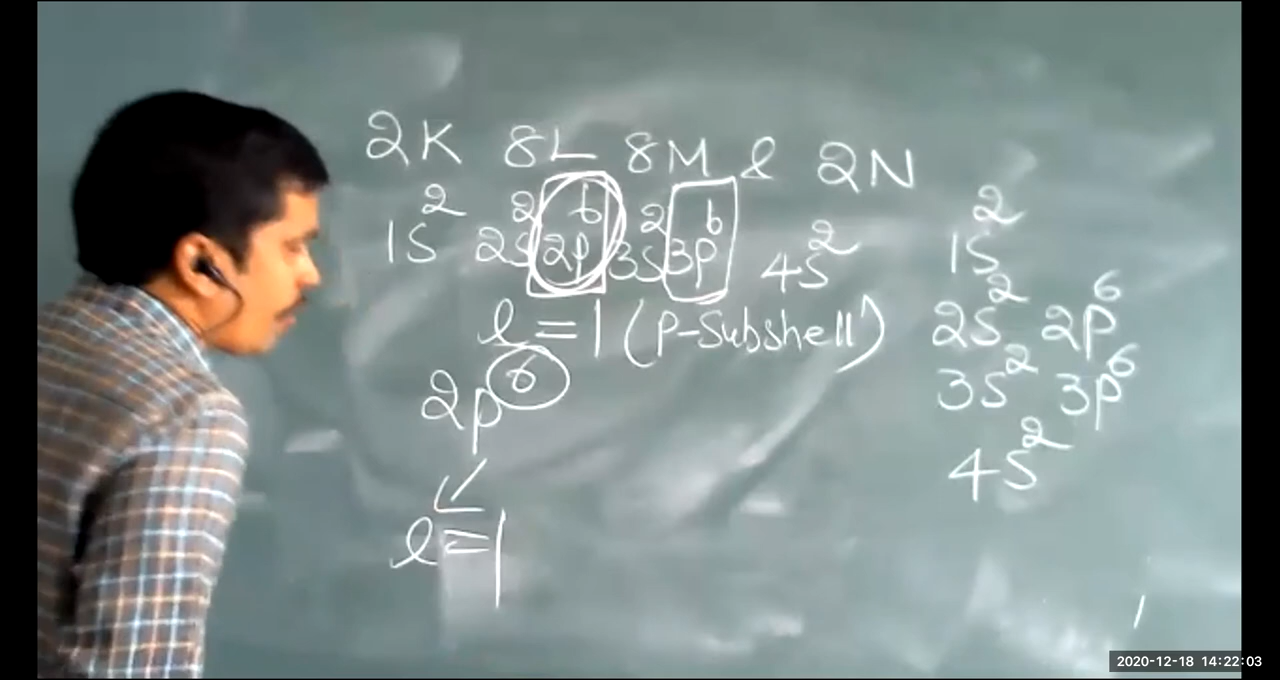 2K 8L 8M & 2N
1s² 2s² 2p⁶ 3s² 3p⁶ 4s²
l = 1 (p-Subshell)
2p⁶
l = 1
1s²
2s² 2p⁶
3s² 3p⁶
4s²
2020-12-18 14:22:03